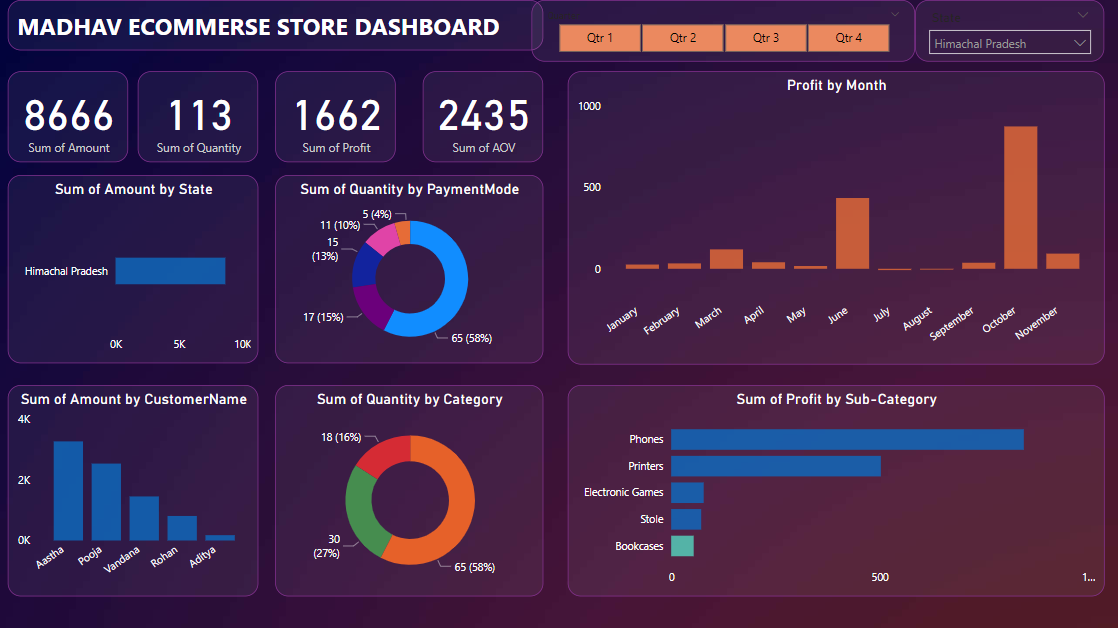 MADHAV ECOMMERSE STORE DASHBOARD
Qtr 1
Qtr 2
Qtr 3
Qtr 4
Himachal Pradesh
8666
Sum of Amount
113
Sum of Quantity
1662
Sum of Profit
2435
Sum of AOV
Profit by Month
1000
500
0
January
February
March
April
May
June
July
August
September
October
November
Sum of Amount by State
Himachal Pradesh
0K
5K
10K
Sum of Quantity by PaymentMode
5 (4%)
11 (10%)
15
(13%)
17 (15%)
65 (58%)
Sum of Amount by CustomerName
4K
2K
0K
Aastha
Pooja
Vandana
Rohan
Aditya
Sum of Quantity by Category
18 (16%)
30
(27%)
65 (58%)
Sum of Profit by Sub-Category
Phones
Printers
Electronic Games
Stole
Bookcases
0
500
1...